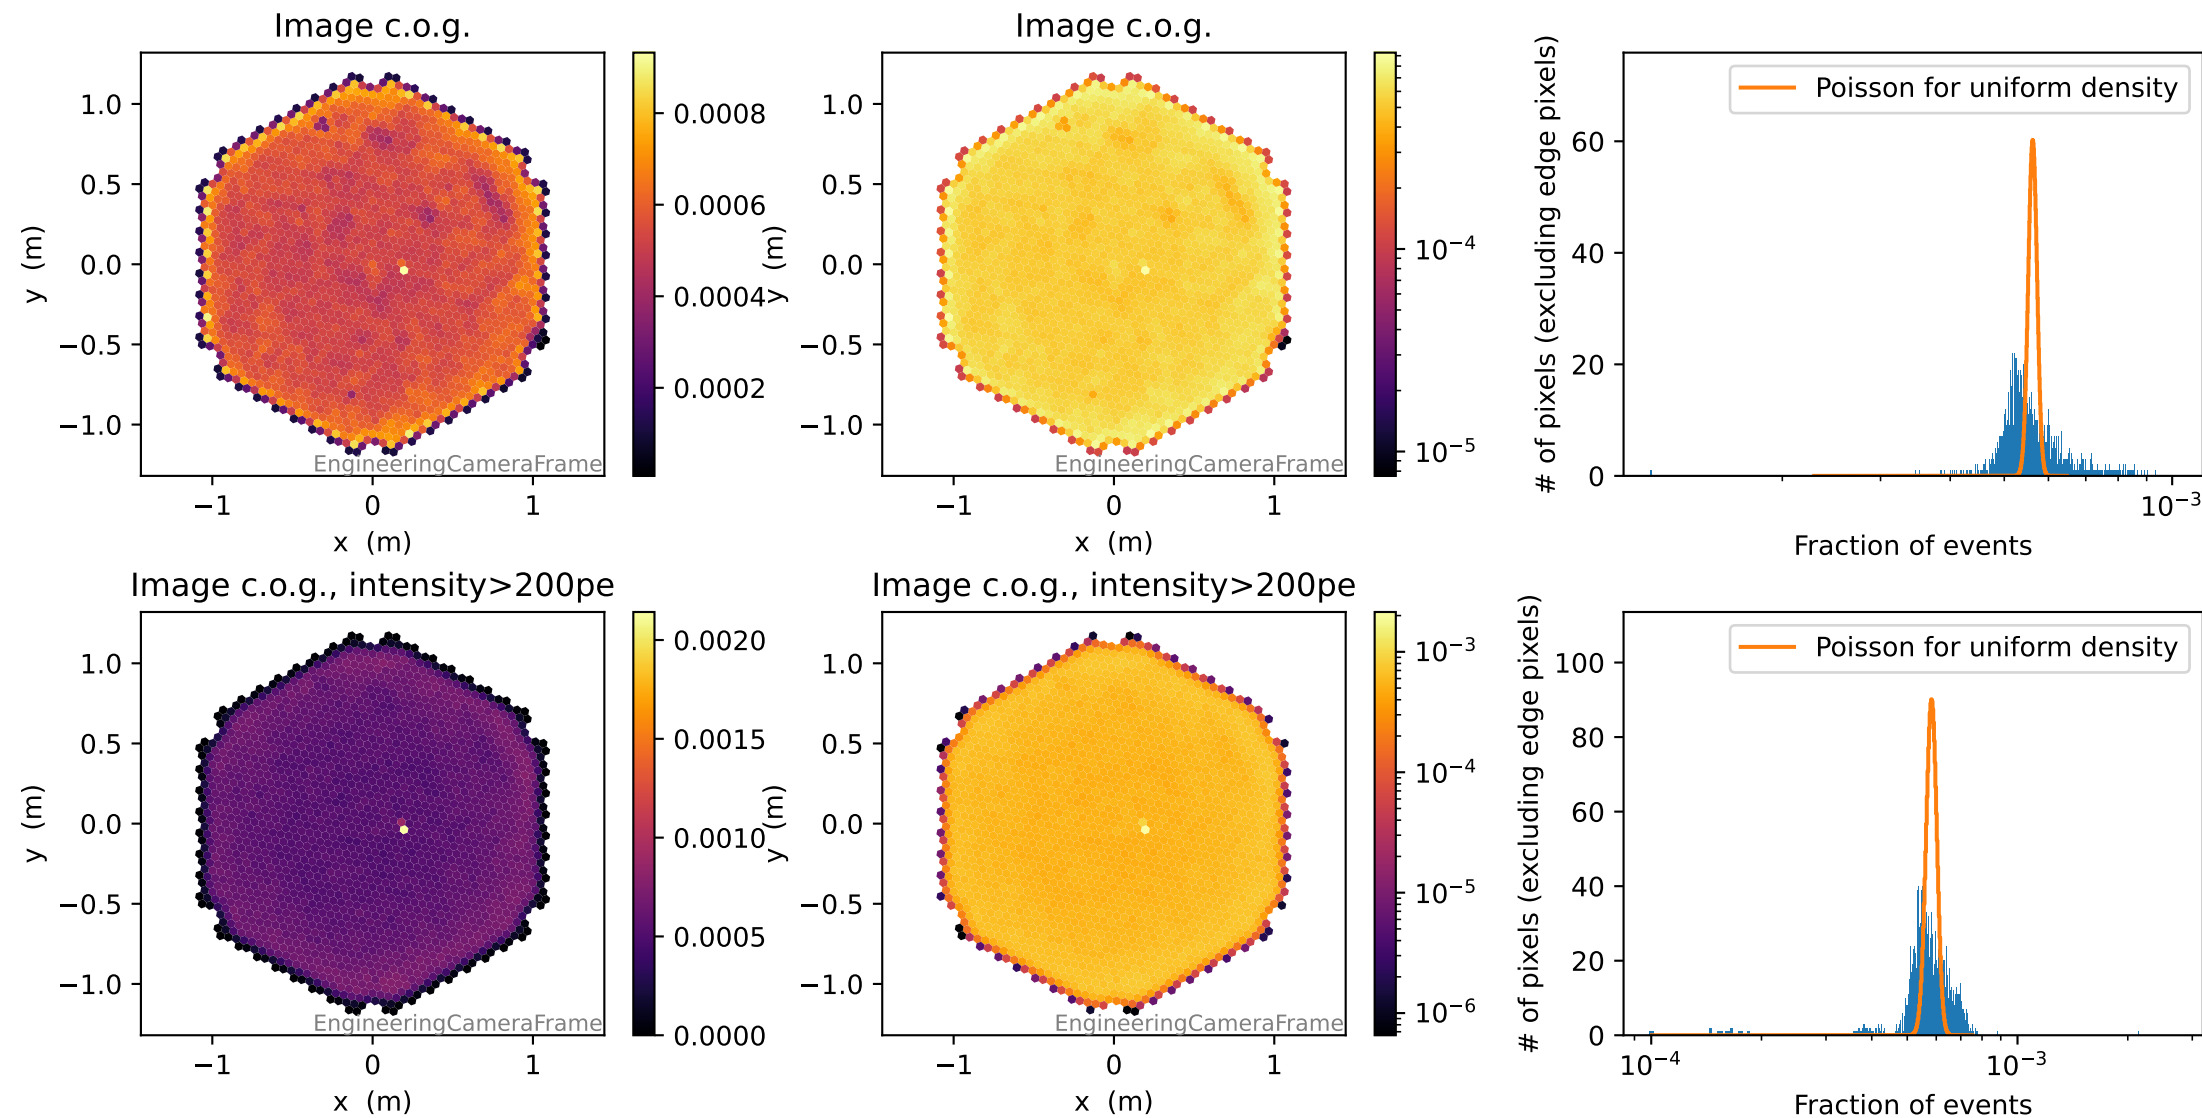 Image c.o.g.
y (m)
1.0
0.5
0.0
−0.5
−1.0
−1
0
1
x (m)
EngineeringCameraFrame
0.0008
0.0006
0.0004
0.0002
Image c.o.g.
y (m)
1.0
0.5
0.0
−0.5
−1.0
−1
0
1
x (m)
EngineeringCameraFrame
10⁻⁴
10⁻⁵
# of pixels (excluding edge pixels)
60
40
20
0
Poisson for uniform density
10⁻³
Fraction of events
Image c.o.g., intensity>200pe
y (m)
1.0
0.5
0.0
−0.5
−1.0
−1
0
1
x (m)
EngineeringCameraFrame
0.0020
0.0015
0.0010
0.0005
0.0000
Image c.o.g., intensity>200pe
y (m)
1.0
0.5
0.0
−0.5
−1.0
−1
0
1
x (m)
EngineeringCameraFrame
10⁻³
10⁻⁴
10⁻⁵
10⁻⁶
# of pixels (excluding edge pixels)
100
80
60
40
20
0
Poisson for uniform density
10⁻⁴
10⁻³
Fraction of events